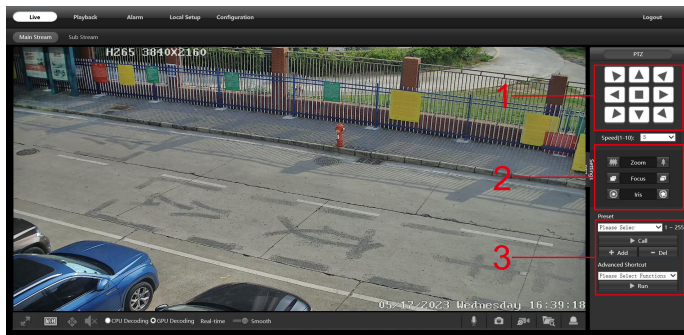 Live Playback Alarm Local Setup Configuration Logout
Main Stream Sub Stream
H265 3840X2160
PTZ
1
Speed(1-10): 5
Settings
2
Zoom
Focus
Iris
3
Preset
Please Selec 1 - 255
Call
+ Add - Del
Advanced Shortcut
Please Select Functions
Run
05-17-2023 Wednesday 16:39:18
CPU Decoding GPU Decoding Real-time Smooth